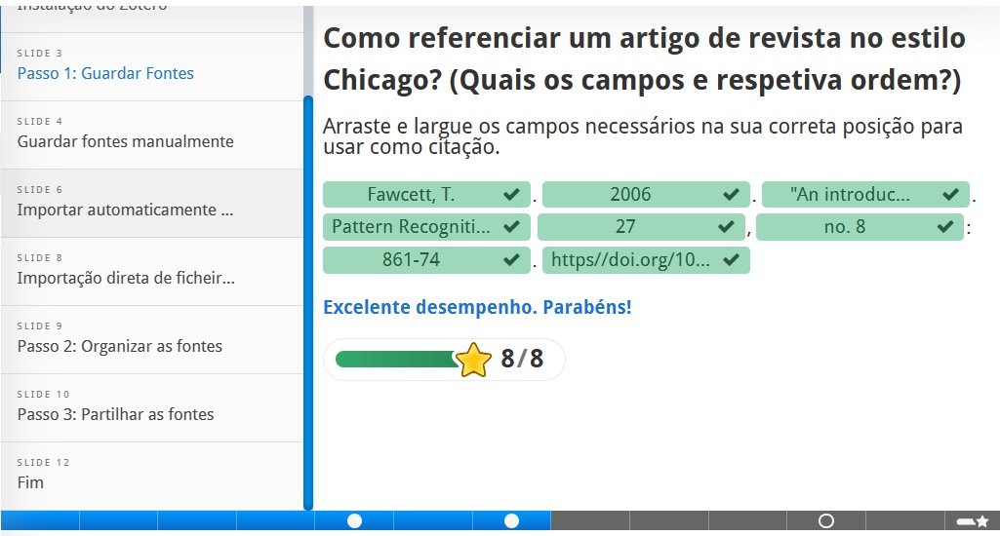 Instalação do Zotero
SLIDE 3
Passo 1: Guardar Fontes
SLIDE 4
Guardar fontes manualmente
SLIDE 6
Importar automaticamente ...
SLIDE 8
Importação direta de ficheir...
SLIDE 9
Passo 2: Organizar as fontes
SLIDE 10
Passo 3: Partilhar as fontes
SLIDE 12
Fim
Como referenciar um artigo de revista no estilo
Chicago? (Quais os campos e respetiva ordem?)
Arraste e largue os campos necessários na sua correta posição para
usar como citação.
Fawcett, T. . 2006 . "An introduc... .
Pattern Recogniti... 27 , no. 8 :
861-74 . https//doi.org/10...
Excelente desempenho. Parabéns!
8/8